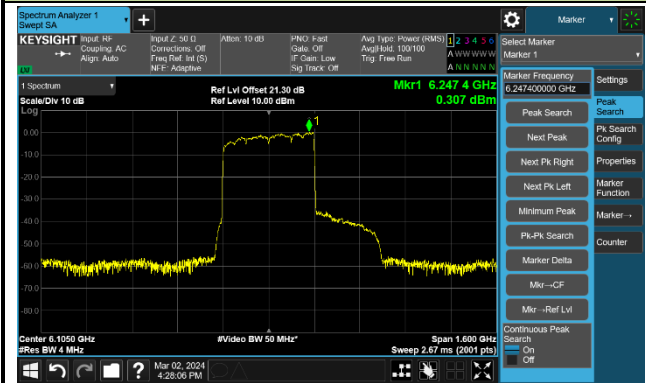 Spectrum Analyzer 1
Swept SA
Marker
KEYSIGHT
Input: RF
Coupling: AC
Align: Auto
Input Z: 50 Ω
Corrections: Off
Freq Ref: Int (S)
NFE: Adaptive
Atten: 10 dB
PNO: Fast
Gate: Off
IF Gain: Low
Sig Track: Off
Avg Type: Power (RMS)
Avg|Hold: 100/100
Trig: Free Run
1 2 3 4 5 6
A W W W W W
A N N N N N
LV
1 Spectrum
Scale/Div 10 dB
Log
Ref Lvl Offset 21.30 dB
Ref Level 10.00 dBm
Mkr1 6.247 4 GHz
0.307 dBm
1
0.00
-10.0
-20.0
-30.0
-40.0
-50.0
-60.0
-70.0
-80.0
Center 6.1050 GHz
#Res BW 4 MHz
#Video BW 50 MHz*
Span 1.600 GHz
Sweep 2.67 ms (2001 pts)
Select Marker
Marker 1
Marker Frequency
6.247400000 GHz
Peak Search
Next Peak
Next Pk Right
Next Pk Left
Minimum Peak
Pk-Pk Search
Marker Delta
Mkr→CF
Mkr→Ref Lvl
Continuous Peak
Search
On
Off
Settings
Peak
Search
Pk Search
Config
Properties
Marker
Function
Marker→
Counter
?
Mar 02, 2024
4:28:06 PM